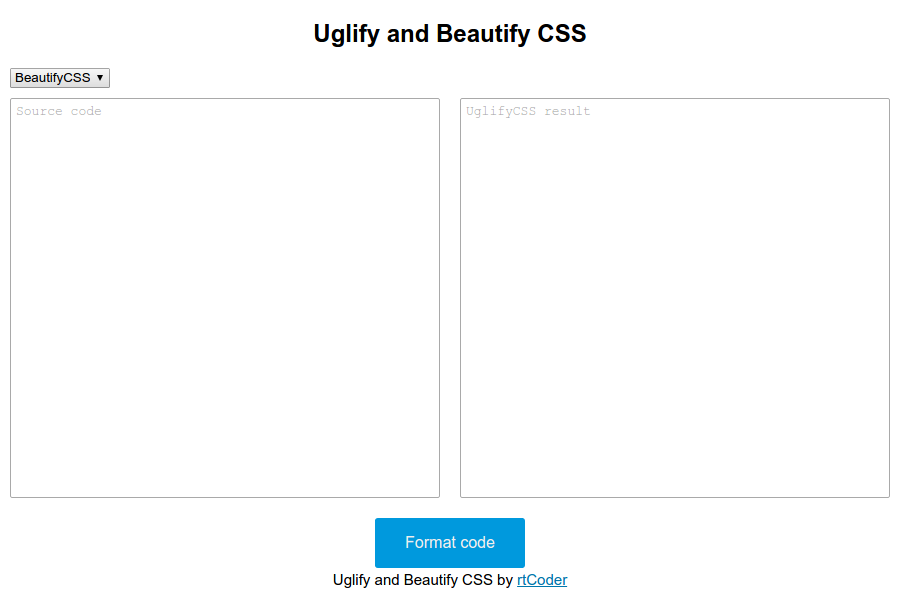 Uglify and Beautify CSS
BeautifyCSS ▼
Source code
UglifyCSS result
Format code
Uglify and Beautify CSS by rtCoder